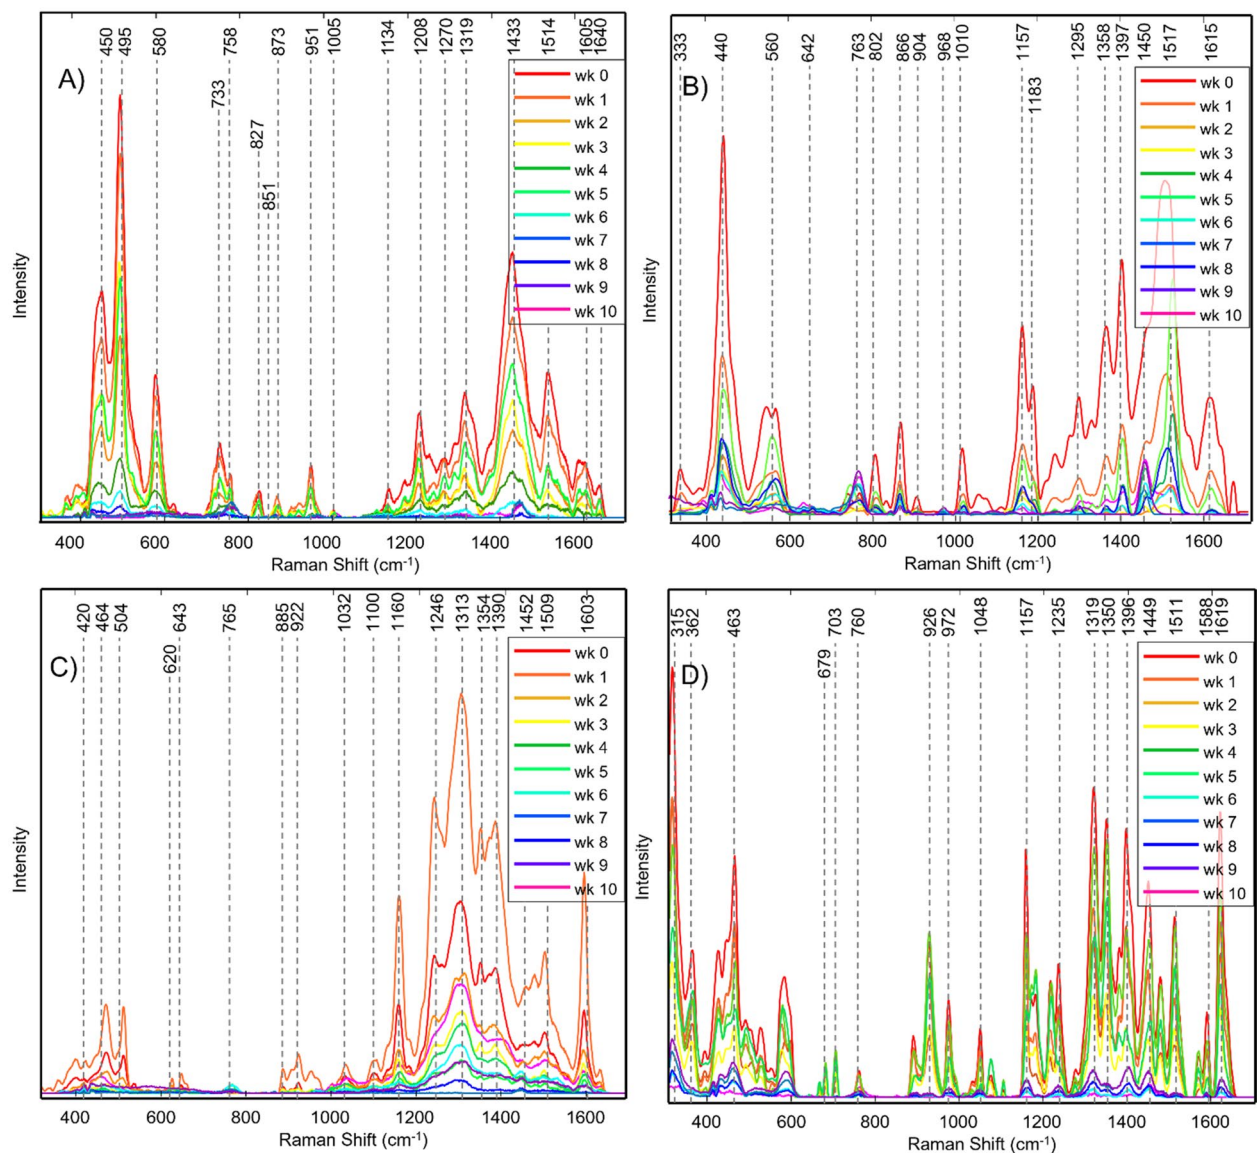 450 495 580 758 873 951 1005 1134 1208 1270 1319 1433 1514 1605 1640
733
827
851
A)
wk 0
wk 1
wk 2
wk 3
wk 4
wk 5
wk 6
wk 7
wk 8
wk 9
wk 10
Intensity
400 600 800 1000 1200 1400 1600
Raman Shift (cm⁻¹)
333 440 560 642 763 802 866 904 968 1010 1157 1295 1358 1397 1450 1517 1615
1183
B)
wk 0
wk 1
wk 2
wk 3
wk 4
wk 5
wk 6
wk 7
wk 8
wk 9
wk 10
Intensity
400 600 800 1000 1200 1400 1600
Raman Shift (cm⁻¹)
420 464 504 643 765 885 922 1032 1100 1160 1246 1313 1354 1390 1452 1509 1603
620
C)
wk 0
wk 1
wk 2
wk 3
wk 4
wk 5
wk 6
wk 7
wk 8
wk 9
wk 10
Intensity
400 600 800 1000 1200 1400 1600
Raman Shift (cm⁻¹)
315 362 463 703 760 926 972 1048 1157 1235 1319 1350 1396 1449 1511 1588 1619
679
D)
wk 0
wk 1
wk 2
wk 3
wk 4
wk 5
wk 6
wk 7
wk 8
wk 9
wk 10
Intensity
400 600 800 1000 1200 1400 1600
Raman Shift (cm⁻¹)